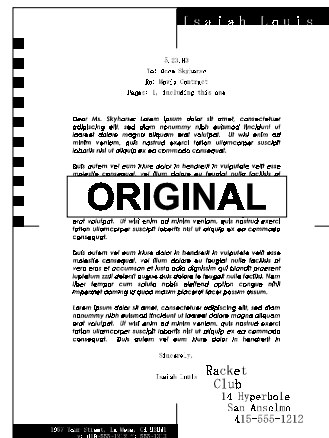 Isaiah Louis
Pages: 1, including this one
Dear Ms. Skyhauer Lorem ipsum dolor sit amet, consectetuer
adipiscing elit, sed diam nonummy nibh euismod tincidunt ut
laoreet dolore magna aliquam erat volutpat. Ut wisi enim ad
minim veniam, quis nostrud exerci tation ullamcorper suscipit
lobortis nisl ut aliquip ex ea commodo consequat.
Duis autem vel eum iriure dolor in hendrerit in vulputate velit esse
molestie consequat, vel illum dolore eu feugiat nulla facilisis at
ORIGINAL
erat volutpat. Ut wisi enim ad minim veniam, quis nostrud exerci
tation ullamcorper suscipit lobortis nisl ut aliquip ex ea commodo
consequat.
Duis autem vel eum iriure dolor in hendrerit in vulputate velit esse
molestie consequat, vel illum dolore eu feugiat nulla facilisis at
vero eros et accumsan et iusto odio dignissim qui blandit praesent
luptatum zzril delenit augue duis dolore te feugait nulla facilisi. Nam
liber tempor cum soluta nobis eleifend option congue nihil
imperdiet doming id quod mazim placerat facer possim assum.
Lorem ipsum dolor sit amet, consectetuer adipiscing elit, sed diam
nonummy nibh euismod tincidunt ut laoreet dolore magna aliquam
erat volutpat. Ut wisi enim ad minim veniam, quis nostrud exerci
tation ullamcorper suscipit lobortis nisl ut aliquip ex ea commodo
consequat. Duis autem vel eum iriure dolor in hendrerit in
Sincerely,
Isaiah Louis
Racket
Club
14 Hyperbole
San Anselmo
415-555-1212